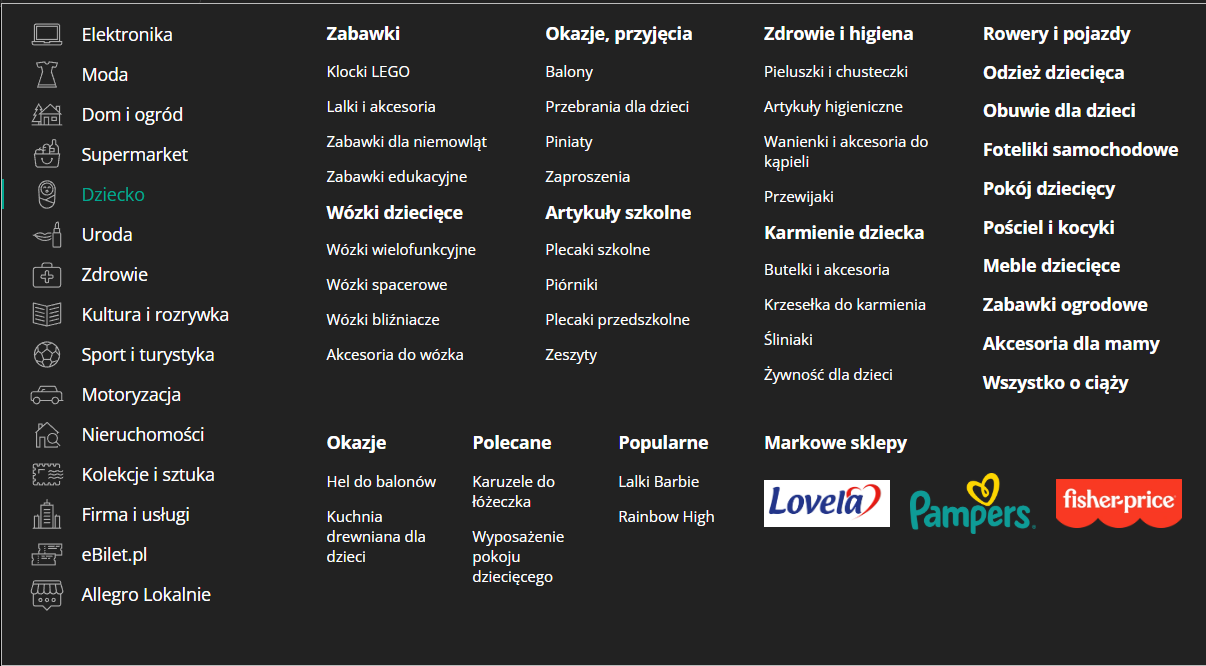 Elektronika
Moda
Dom i ogród
Supermarket
Dziecko
Uroda
Zdrowie
Kultura i rozrywka
Sport i turystyka
Motoryzacja
Nieruchomości
Kolekcje i sztuka
Firma i usługi
eBilet.pl
Allegro Lokalnie
Zabawki
Klocki LEGO
Lalki i akcesoria
Zabawki dla niemowląt
Zabawki edukacyjne
Wózki dziecięce
Wózki wielofunkcyjne
Wózki spacerowe
Wózki bliźniacze
Akcesoria do wózka
Okazje, przyjęcia
Balony
Przebrania dla dzieci
Piniaty
Zaproszenia
Artykuły szkolne
Plecaki szkolne
Piórniki
Plecaki przedszkolne
Zeszyty
Zdrowie i higiena
Pieluszki i chusteczki
Artykuły higieniczne
Wanienki i akcesoria do
kąpieli
Przewijaki
Karmienie dziecka
Butelki i akcesoria
Krzesełka do karmienia
Śliniaki
Żywność dla dzieci
Rowery i pojazdy
Odzież dziecięca
Obuwie dla dzieci
Foteliki samochodowe
Pokój dziecięcy
Pościel i kocyki
Meble dziecięce
Zabawki ogrodowe
Akcesoria dla mamy
Wszystko o ciąży
Okazje
Hel do balonów
Kuchnia
drewniana dla
dzieci
Polecane
Karuzele do
łóżeczka
Wyposażenie
pokoju
dziecięcego
Popularne
Lalki Barbie
Rainbow High
Markowe sklepy
Lovela
Pampers
fisher-price